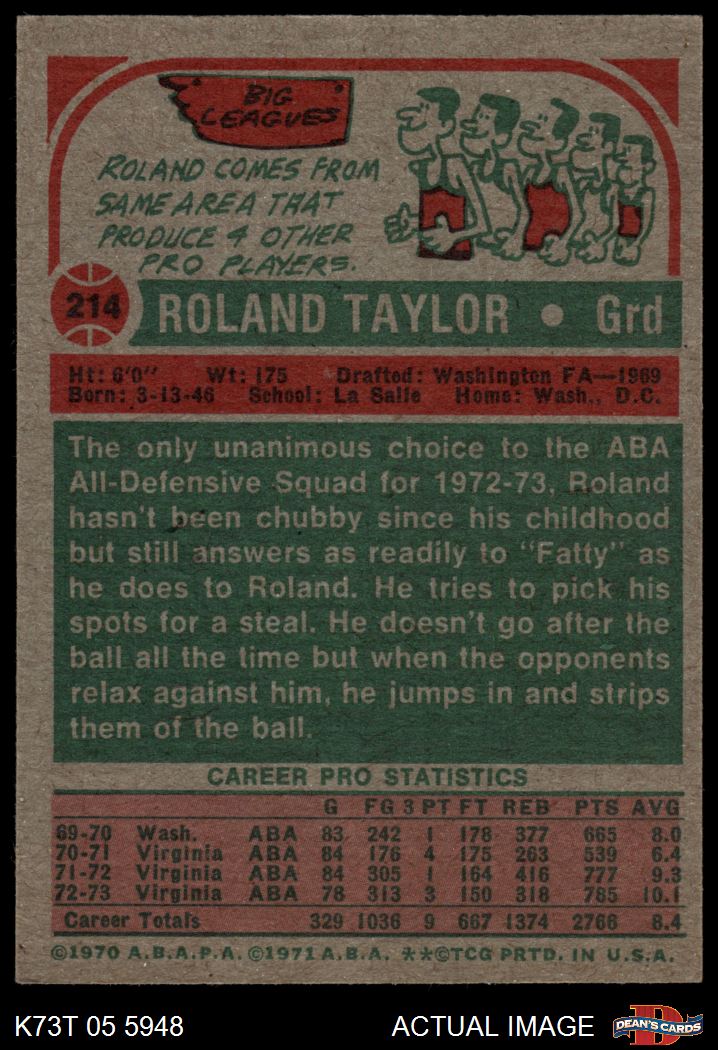 BIG
LEAGUES
ROLAND COMES FROM
SAME AREA THAT
PRODUCE 4 OTHER
PRO PLAYERS.
214 ROLAND TAYLOR • Grd
Ht: 6'0" Wt: 175 Drafted: Washington FA—1969
Born: 3-13-46 School: La Salle Home: Wash., D.C.
The only unanimous choice to the ABA
All-Defensive Squad for 1972-73, Roland
hasn't been chubby since his childhood
but still answers as readily to "Fatty" as
he does to Roland. He tries to pick his
spots for a steal. He doesn't go after the
ball all the time but when the opponents
relax against him, he jumps in and strips
them of the ball.
CAREER PRO STATISTICS
G FG 3 PT FT REB PTS AVG
69-70 Wash. ABA 83 242 1 178 377 665 8.0
70-71 Virginia ABA 84 176 4 175 263 539 6.4
71-72 Virginia ABA 84 305 1 164 416 777 9.3
72-73 Virginia ABA 78 313 3 150 318 785 10.1
Career Totals 329 1036 9 667 1374 2766 8.4
©1970 A.B.A.P.A. ©1971 A.B.A. **©TCG PRTD. IN U.S.A.
K73T 05 5948 ACTUAL IMAGE DEAN'S CARDS